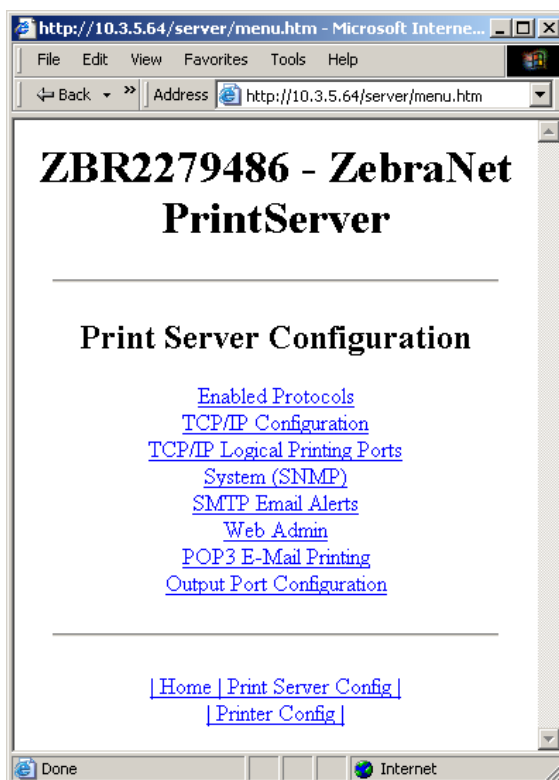 http://10.3.5.64/server/menu.htm - Microsoft Interne...
File Edit View Favorites Tools Help
Back » Address http://10.3.5.64/server/menu.htm
ZBR2279486 - ZebraNet
PrintServer
Print Server Configuration
Enabled Protocols
TCP/IP Configuration
TCP/IP Logical Printing Ports
System (SNMP)
SMTP Email Alerts
Web Admin
POP3 E-Mail Printing
Output Port Configuration
| Home | Print Server Config |
| Printer Config |
Done Internet